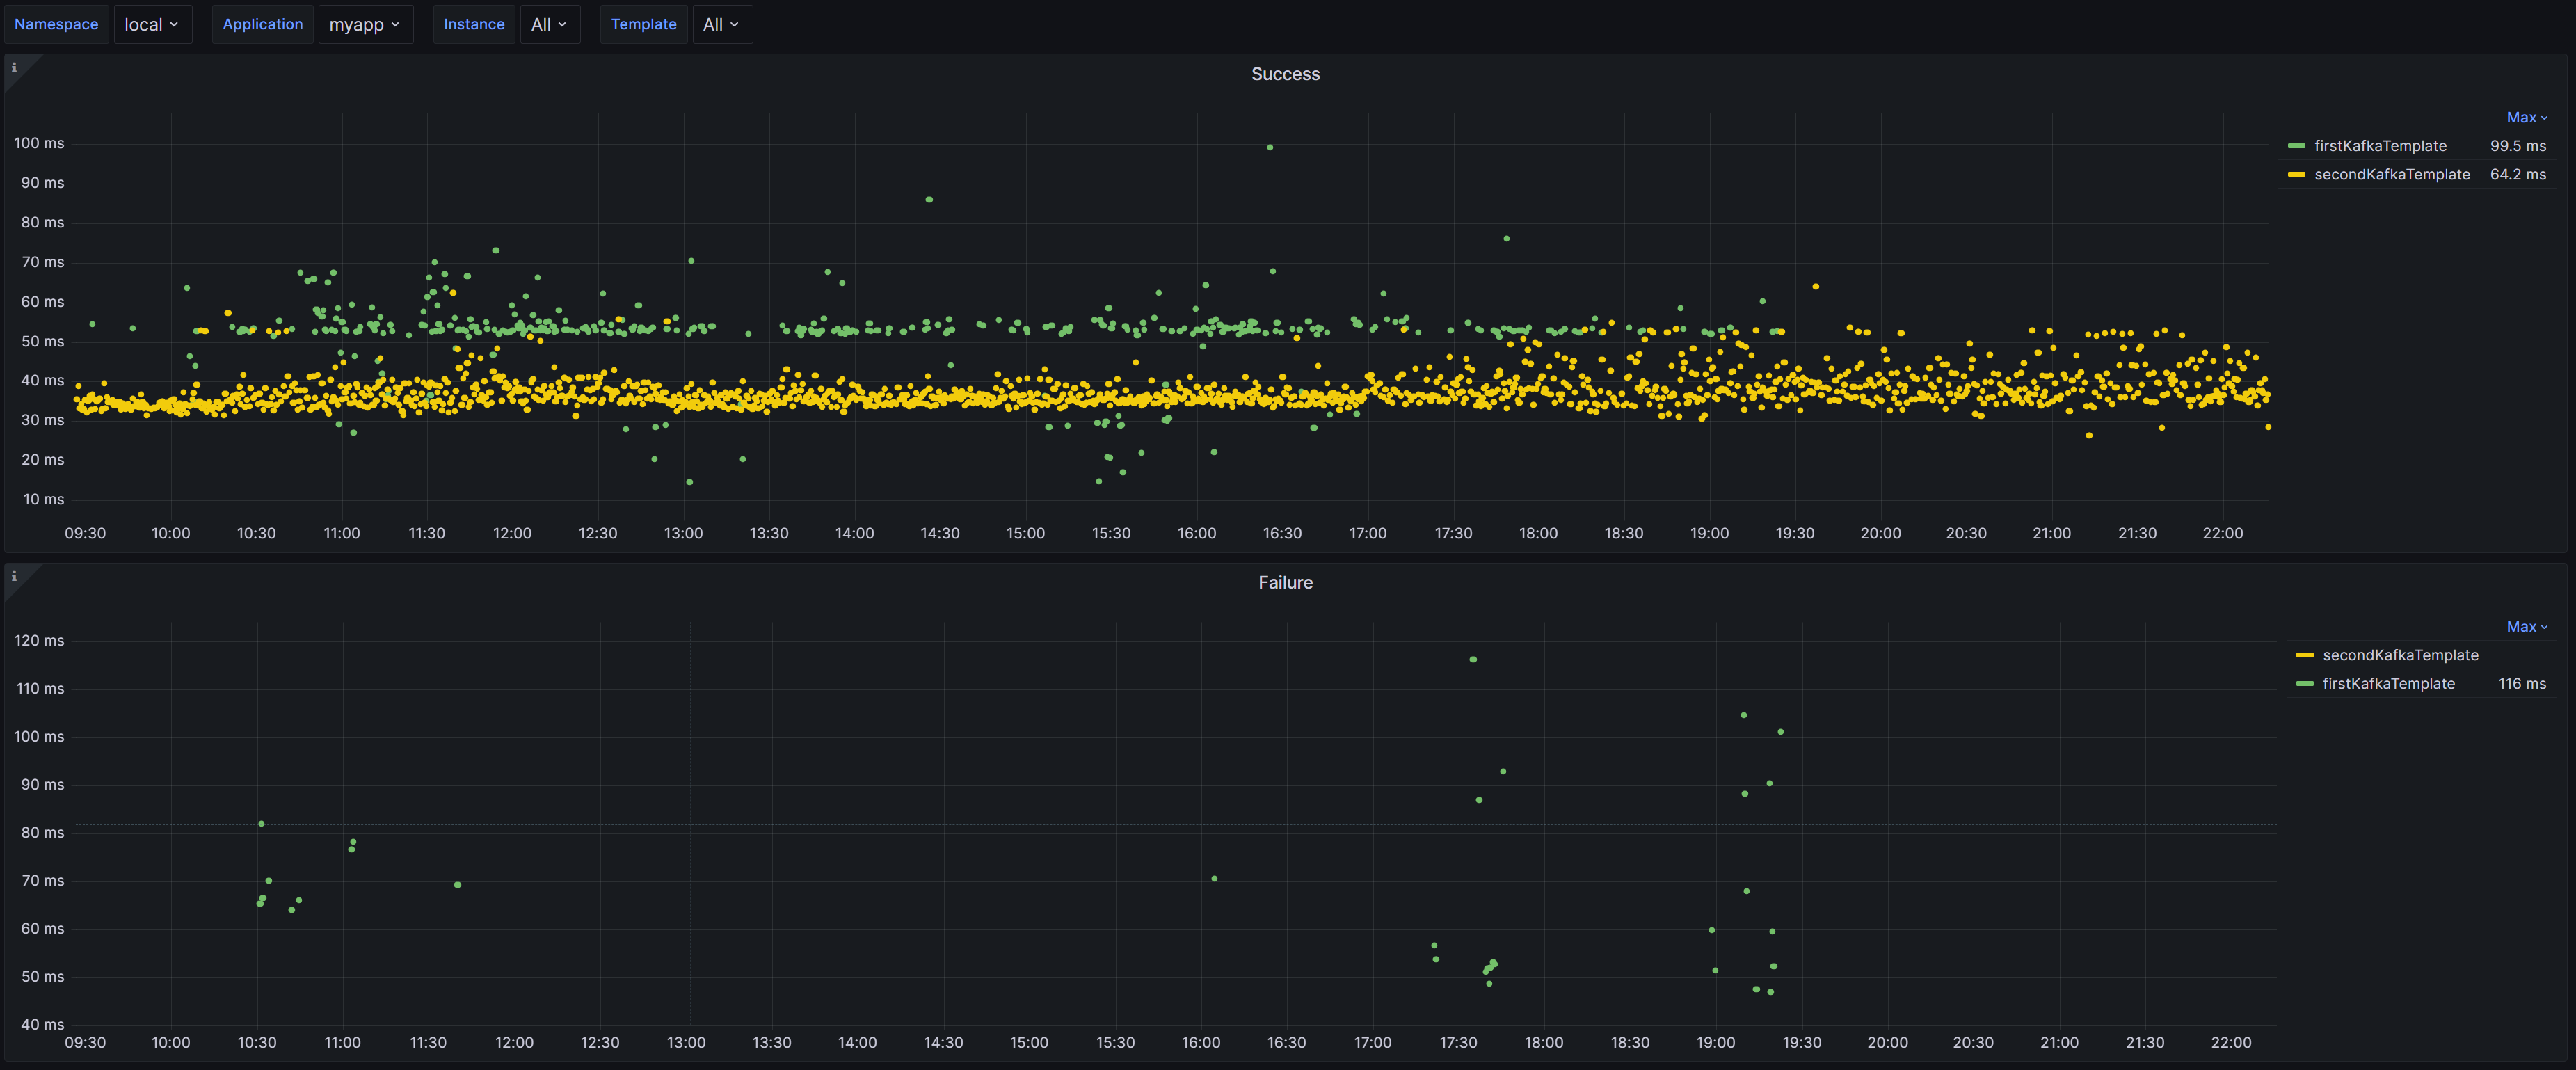 Namespace local Application myapp Instance All Template All
i
Success
Max
firstKafkaTemplate 99.5 ms
secondKafkaTemplate 64.2 ms
100 ms
90 ms
80 ms
70 ms
60 ms
50 ms
40 ms
30 ms
20 ms
10 ms
09:30 10:00 10:30 11:00 11:30 12:00 12:30 13:00 13:30 14:00 14:30 15:00 15:30 16:00 16:30 17:00 17:30 18:00 18:30 19:00 19:30 20:00 20:30 21:00 21:30 22:00
i
Failure
Max
secondKafkaTemplate
firstKafkaTemplate 116 ms
120 ms
110 ms
100 ms
90 ms
80 ms
70 ms
60 ms
50 ms
40 ms
09:30 10:00 10:30 11:00 11:30 12:00 12:30 13:00 13:30 14:00 14:30 15:00 15:30 16:00 16:30 17:00 17:30 18:00 18:30 19:00 19:30 20:00 20:30 21:00 21:30 22:00